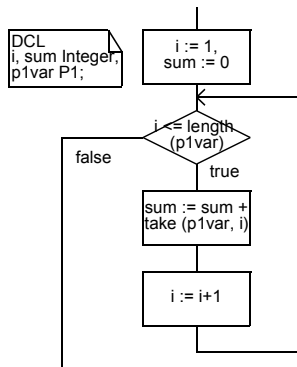 DCL
i, sum Integer,
p1var P1;
i := 1,
sum := 0
i <= length
(p1var)
false
true
sum := sum +
take (p1var, i)
i := i+1